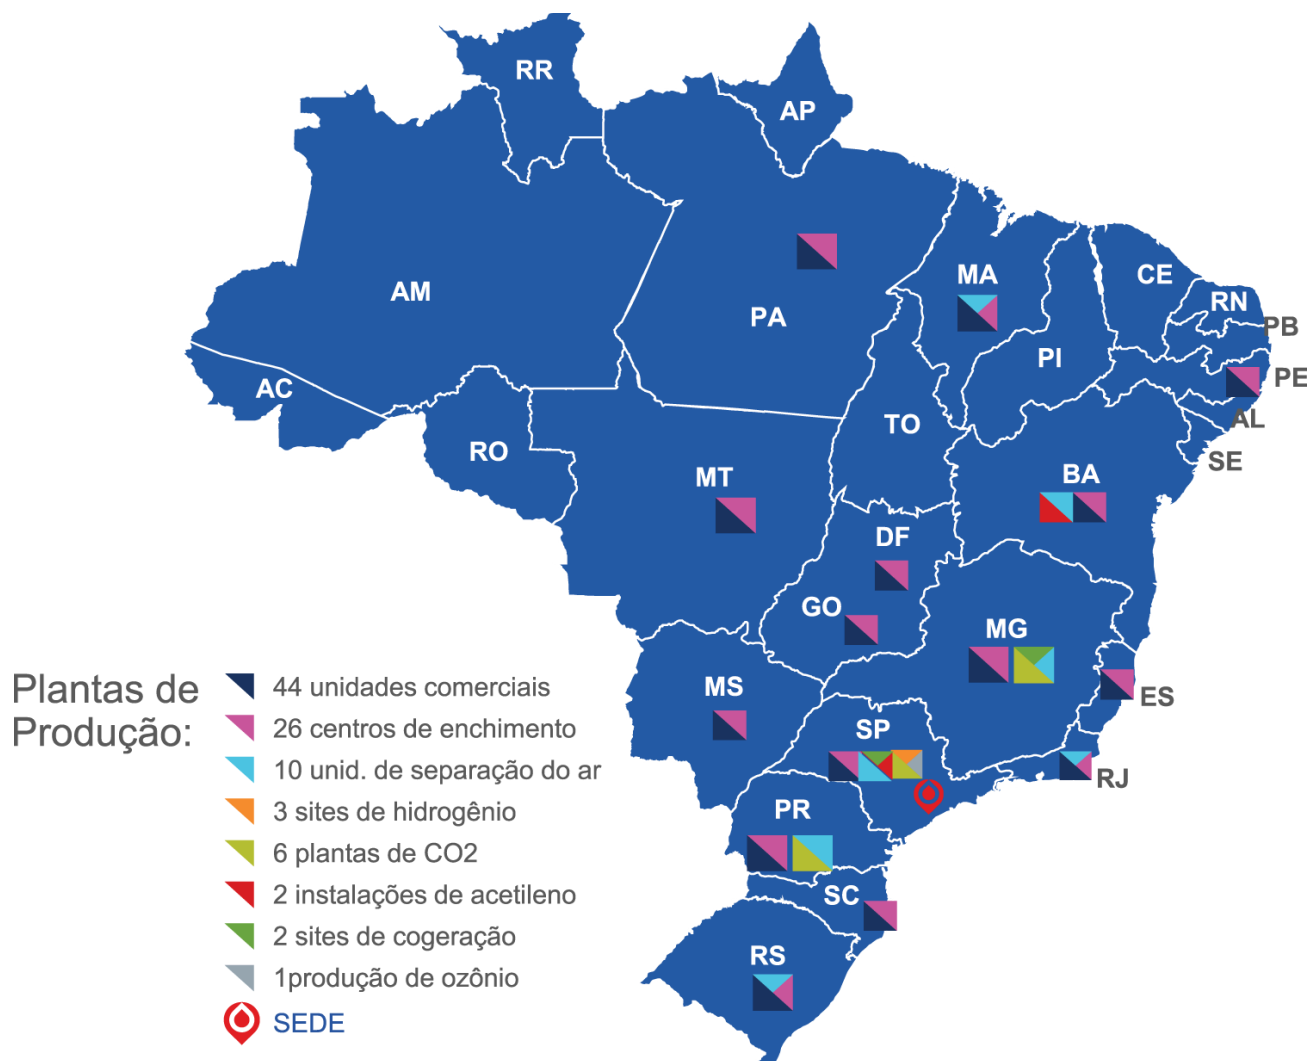 RR
AP
AM
PA
MA
CE
RN
PB
PI
PE
AC
TO
AL
RO
MT
SE
BA
DF
GO
MG
MS
ES
SP
RJ
PR
SC
RS
Plantas de
Produção:
44 unidades comerciais
26 centros de enchimento
10 unid. de separação do ar
3 sites de hidrogênio
6 plantas de CO2
2 instalações de acetileno
2 sites de cogeração
1produção de ozônio
SEDE